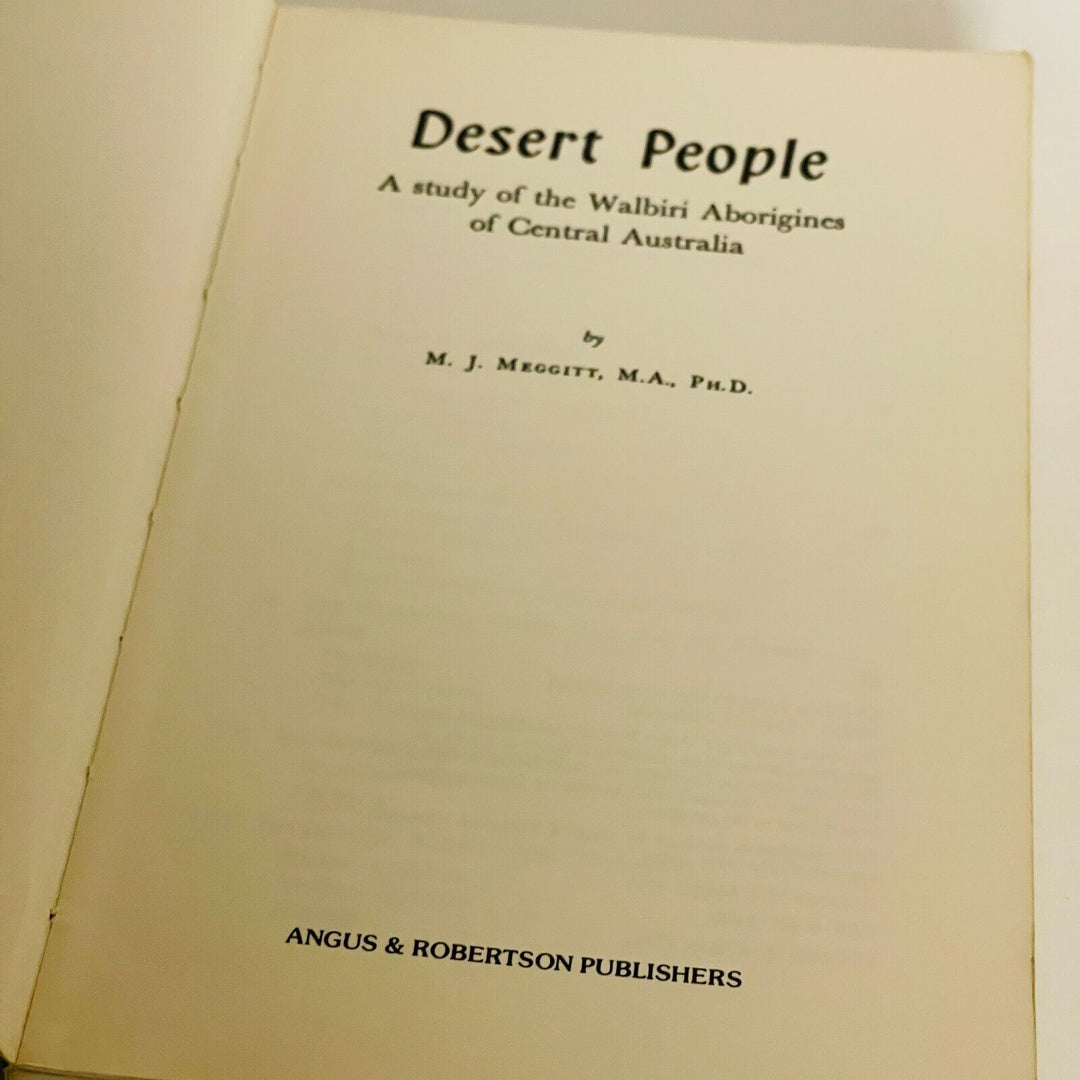 Desert People
A study of the Walbiri Aborigines
of Central Australia
by
M. J. MEGGITT, M.A., PH.D.
ANGUS & ROBERTSON PUBLISHERS